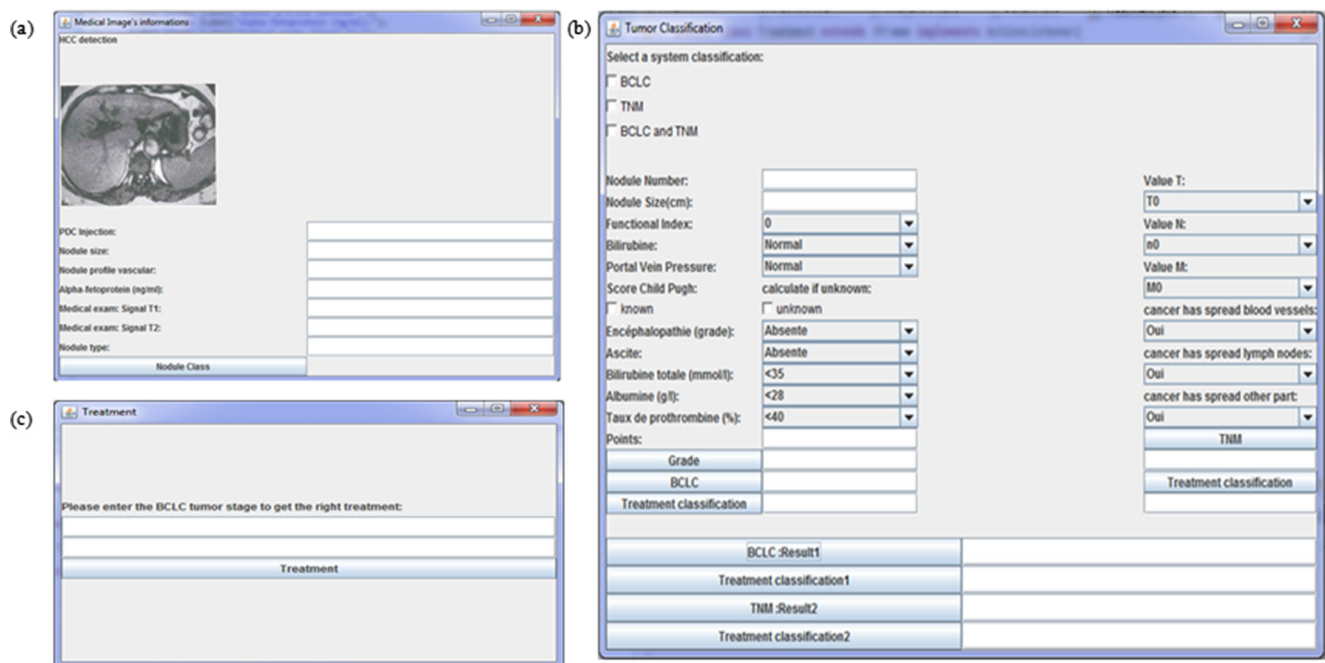 (a)
Medical Image's informations
HCC detection
PDC Injection:
Nodule size:
Nodule profile vascular:
Alpha-fetoprotein (ng/ml):
Medical exam: Signal T1:
Medical exam: Signal T2:
Nodule type:
Nodule Class
(b)
Tumor Classification
Select a system classification:
BCLC
TNM
BCLC and TNM
Nodule Number:
Nodule Size(cm):
Functional Index: 0
Bilirubine: Normal
Portal Vein Pressure: Normal
Score Child Pugh: calculate if unknown:
known unknown
Encéphalopathie (grade): Absente
Ascite: Absente
Bilirubine totale (mmol/l): <35
Albumine (g/l): <28
Taux de prothrombine (%): <40
Points:
Grade
BCLC
Treatment classification
Value T:
T0
Value N:
n0
Value M:
M0
cancer has spread blood vessels:
Oui
cancer has spread lymph nodes:
Oui
cancer has spread other part:
Oui
TNM
Treatment classification
BCLC :Result1
Treatment classification1
TNM :Result2
Treatment classification2
(c)
Treatment
Please enter the BCLC tumor stage to get the right treatment:
Treatment